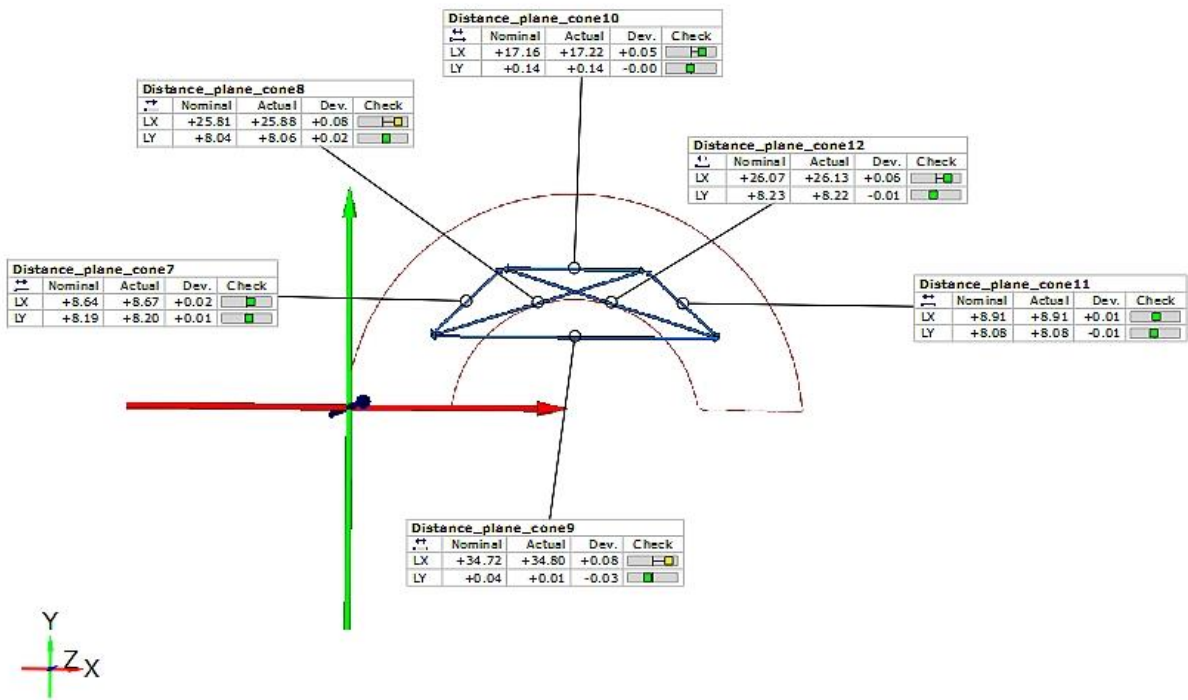 Distance_plane_cone10
Nominal Actual Dev. Check
LX +17.16 +17.22 +0.05
LY +0.14 +0.14 -0.00
Distance_plane_cone8
Nominal Actual Dev. Check
LX +25.81 +25.88 +0.08
LY +8.04 +8.06 +0.02
Distance_plane_cone12
Nominal Actual Dev. Check
LX +26.07 +26.13 +0.06
LY +8.23 +8.22 -0.01
Distance_plane_cone7
Nominal Actual Dev. Check
LX +8.64 +8.67 +0.02
LY +8.19 +8.20 +0.01
Distance_plane_cone11
Nominal Actual Dev. Check
LX +8.91 +8.91 +0.01
LY +8.08 +8.08 -0.01
Distance_plane_cone9
Nominal Actual Dev. Check
LX +34.72 +34.80 +0.08
LY +0.04 +0.01 -0.03
Y
Z X